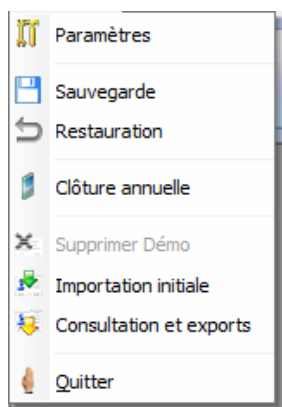 Paramètres
Sauvegarde
Restauration
Clôture annuelle
Supprimer Démo
Importation initiale
Consultation et exports
Quitter